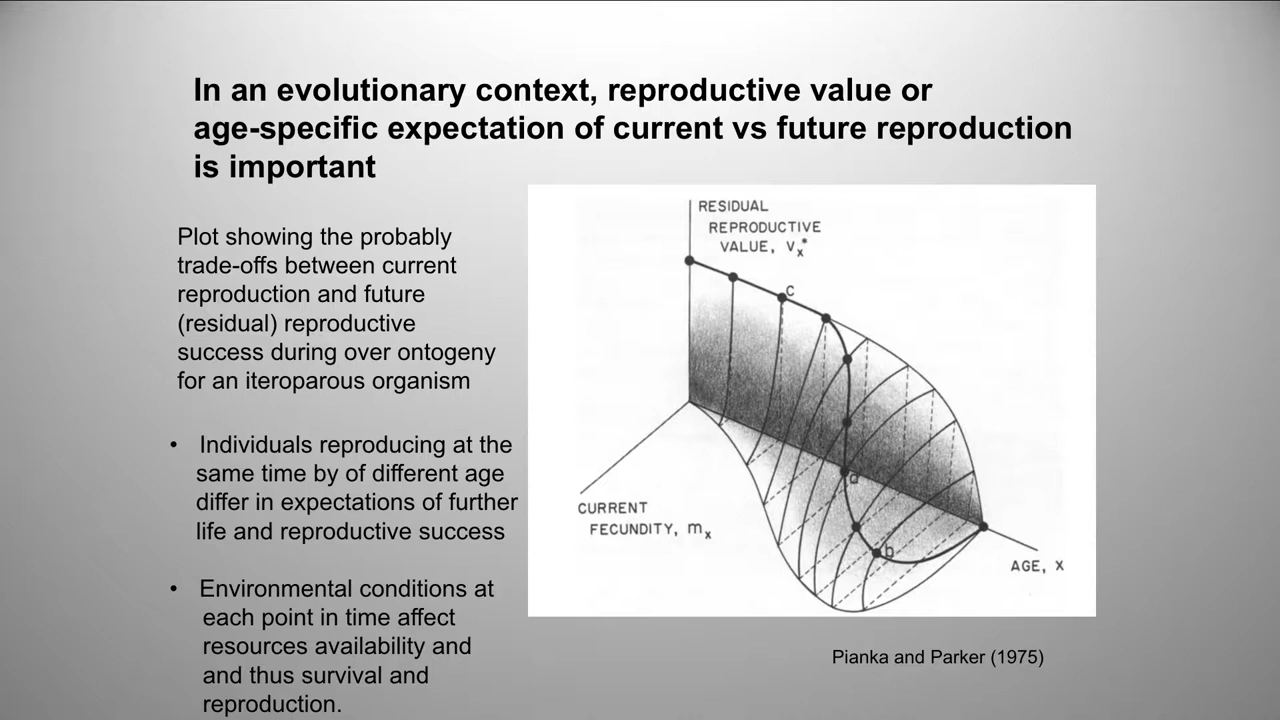 In an evolutionary context, reproductive value or
age-specific expectation of current vs future reproduction
is important
Plot showing the probably
trade-offs between current
reproduction and future
(residual) reproductive
success during over ontogeny
for an iteroparous organism
• Individuals reproducing at the
same time by of different age
differ in expectations of further
life and reproductive success
• Environmental conditions at
each point in time affect
resources availability and
and thus survival and
reproduction.
RESIDUAL
REPRODUCTIVE
VALUE, vₓ*
c
d
b
CURRENT
FECUNDITY, mₓ
AGE, x
Pianka and Parker (1975)